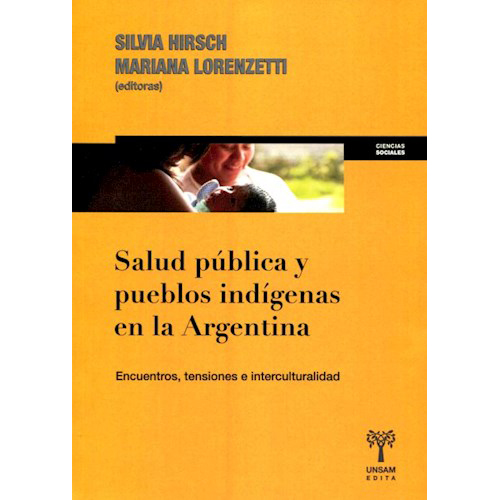 SILVIA HIRSCH
MARIANA LORENZETTI
(editoras)
CIENCIAS
SOCIALES
Salud pública y
pueblos indígenas
en la Argentina
Encuentros, tensiones e interculturalidad
UNSAM
EDITA